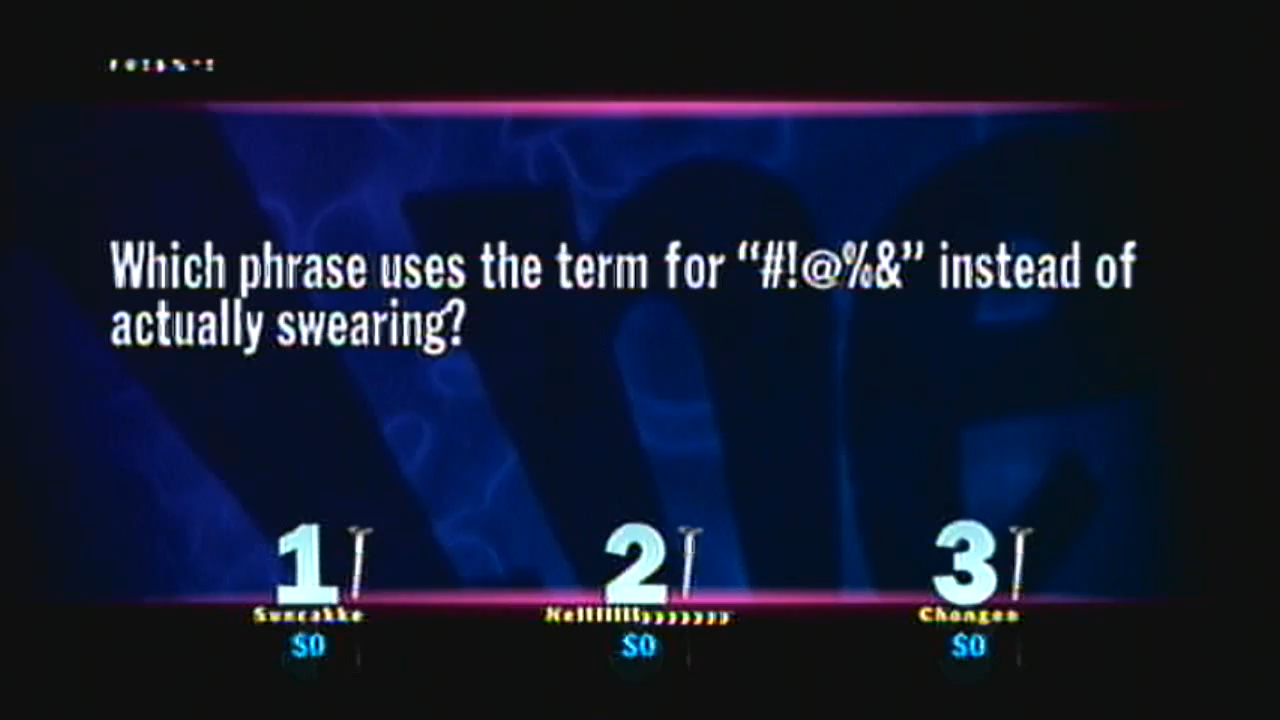 Which phrase uses the term for “#!@%&” instead of
actually swearing?
1 2 3
$0 $0 $0